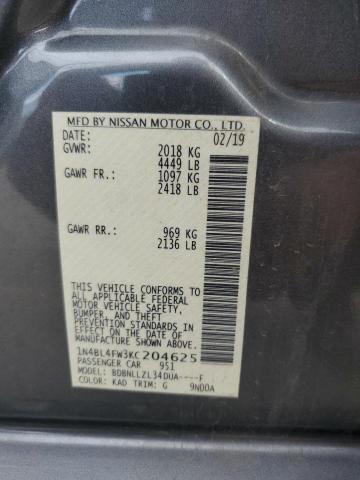 MFD BY NISSAN MOTOR CO., LTD.
DATE: 02/19
GVWR: 2018 KG
4449 LB
GAWR FR.: 1097 KG
2418 LB
GAWR RR.: 969 KG
2136 LB
THIS VEHICLE CONFORMS TO
ALL APPLICABLE FEDERAL
MOTOR VEHICLE SAFETY,
BUMPER, AND THEFT
PREVENTION STANDARDS IN
EFFECT ON THE DATE OF
MANUFACTURE SHOWN ABOVE.
1N4BL4FW3KC204625
PASSENGER CAR 951
MODEL: BDBNLLZL34DUA----F
COLOR: KAD TRIM: G 9N00A